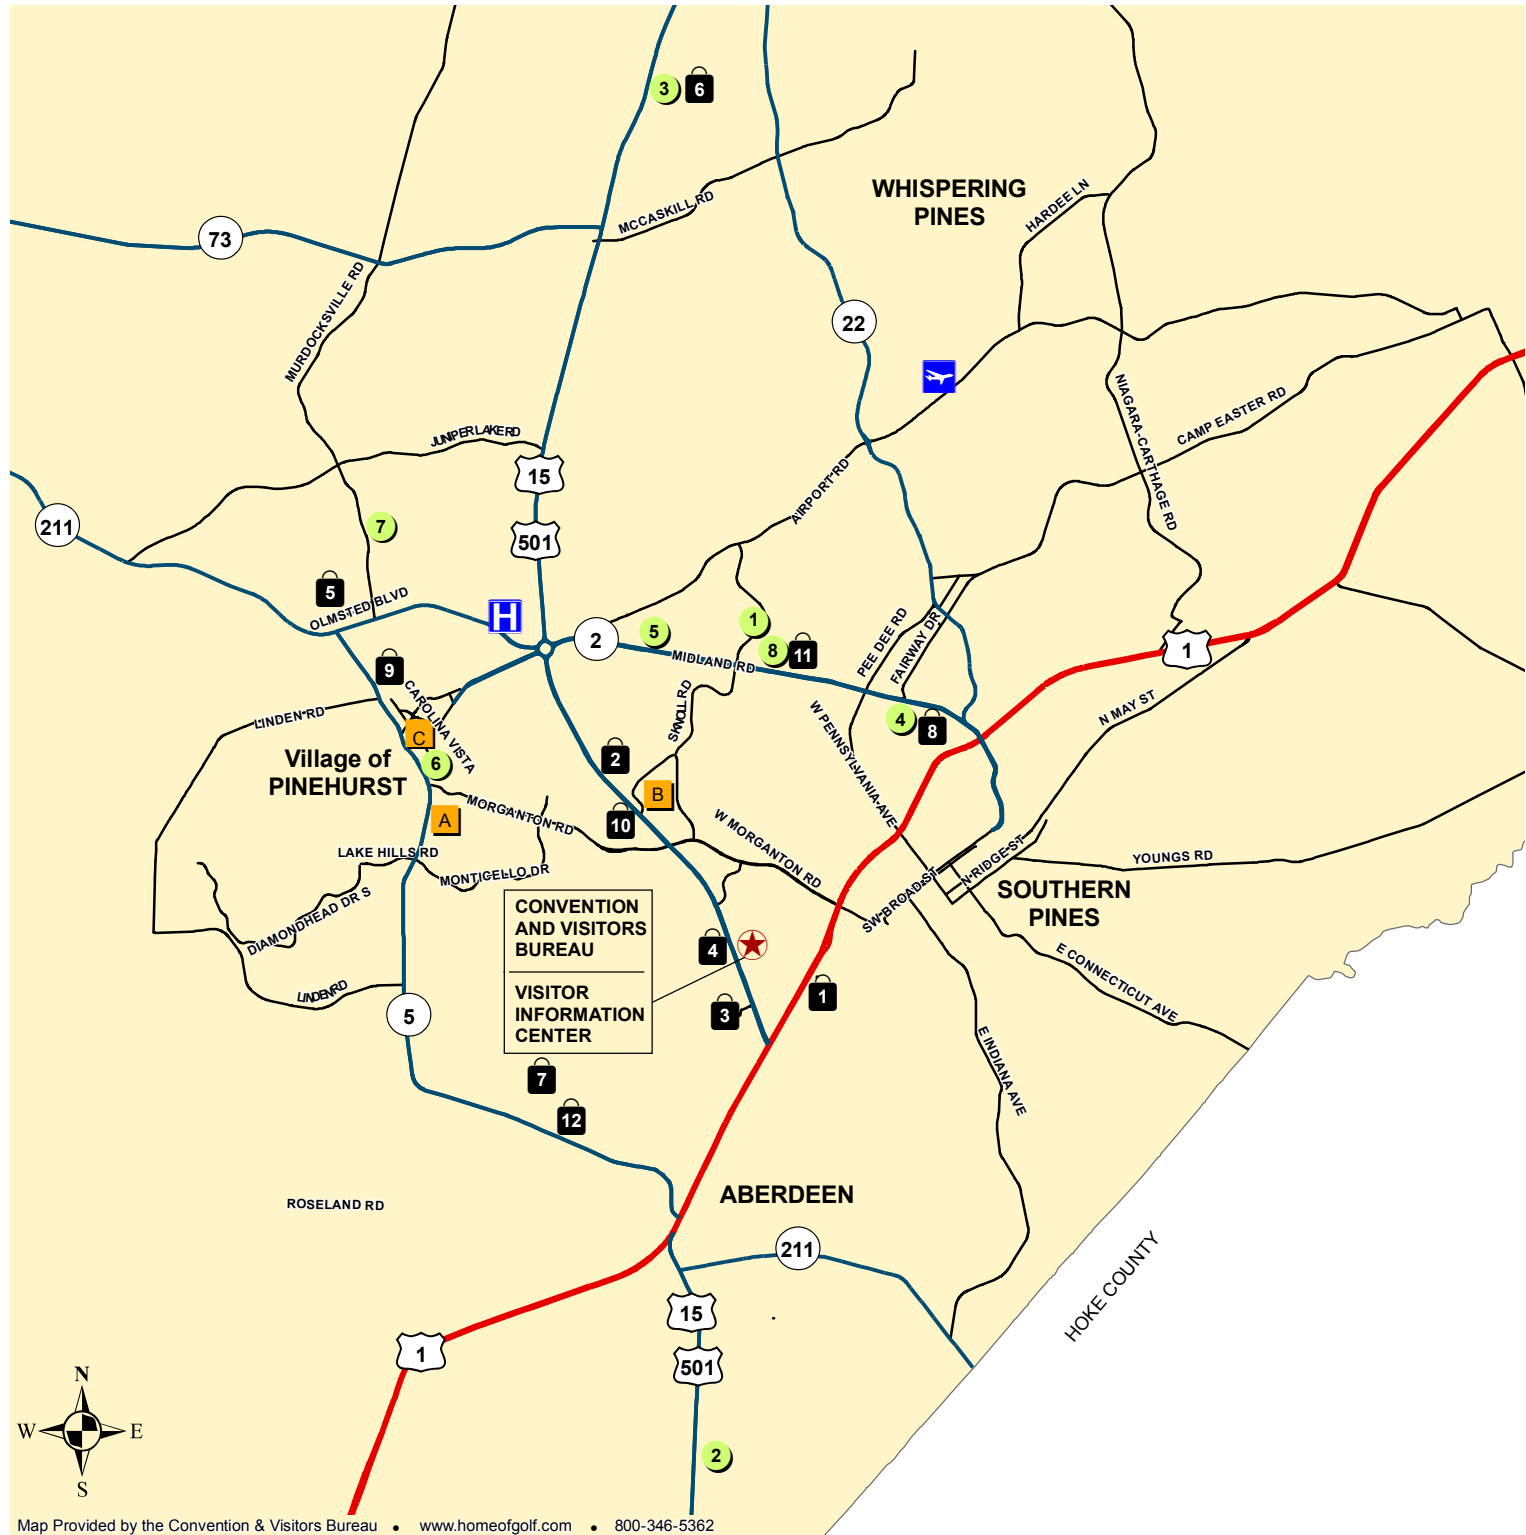 3
6
WHISPERING
PINES
HARDEE LN
MCCASKILL RD
73
MURDOCKSVILLE RD
22
NIAGARA-CARTHAGE RD
CAMP EASTER RD
JUNIPER LAKE RD
15
AIRPORT RD
211
7
501
5
OLMSTED BLVD
H
2
5
1
8
11
MIDLAND RD
PEE DEE RD
FAIRWAY DR
1
9
CAROLINA VISTA
LINDEN RD
S KNOLL RD
W PENNSYLVANIA AVE
4
8
N MAY ST
C
Village of
PINEHURST
6
2
B
A
MORGANTON RD
10
W MORGANTON RD
LAKE HILLS RD
MONTICELLO DR
YOUNGS RD
N RIDGE ST
SW BROAD ST
SOUTHERN
PINES
DIAMONDHEAD DR S
CONVENTION
AND VISITORS
BUREAU
VISITOR
INFORMATION
CENTER
4
E CONNECTICUT AVE
LINDEN RD
5
3
1
E INDIANA AVE
7
12
ROSELAND RD
ABERDEEN
211
HOKE COUNTY
15
1
501
N
W
E
S
2
Map Provided by the Convention & Visitors Bureau • www.homeofgolf.com • 800-346-5362